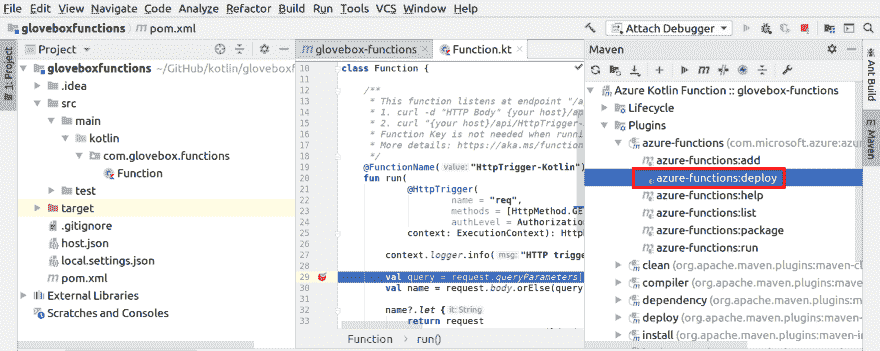 File Edit View Navigate Code Analyze Refactor Build Run Tools VCS Window Help
gloveboxfunctions pom.xml Attach Debugger
Project
gloveboxfunctions ~/GitHub/kotlin/gloveboxf
.idea
src
main
kotlin
com.glovebox.functions
Function
test
target
.gitignore
host.json
local.settings.json
pom.xml
External Libraries
Scratches and Consoles
1: Project
glovebox-functions Function.kt
10 class Function {
11
12 /**
13 * This function listens at endpoint "/a
14 * 1. curl -d "HTTP Body" {your host}/ap
15 * 2. curl "{your host}/api/HttpTrigger-
16 * Function Key is not needed when runni
17 * More details: https://aka.ms/function
18 */
19 @FunctionName( value: "HttpTrigger-Kotlin")
20 fun run(
21 @HttpTrigger(
22 name = "req",
23 methods = [HttpMethod.GE
24 authLevel = Authorization
25 context: ExecutionContext): Http
26
27 context.logger.info( msg: "HTTP trigge
28
29 val query = request.queryParameters[
30 val name = request.body.orElse(query
31
32 name?.let { it: String
33 return request
Function run()
Maven
Azure Kotlin Function :: glovebox-functions
Lifecycle
Plugins
azure-functions (com.microsoft.azure:azur
azure-functions:add
azure-functions:deploy
azure-functions:help
azure-functions:list
azure-functions:package
azure-functions:run
clean (org.apache.maven.plugins:maven-cl
compiler (org.apache.maven.plugins:maven
dependency (org.apache.maven.plugins:m
deploy (org.apache.maven.plugins:maven-
install (org.apache.maven.plugins:maven-in
Ant Build
Maven